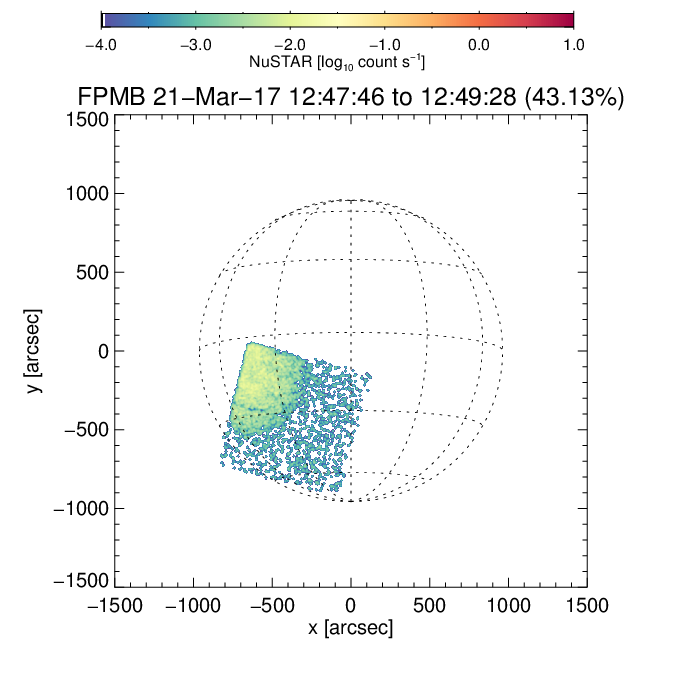 −4.0 −3.0 −2.0 −1.0 0.0 1.0
NuSTAR [log₁₀ count s⁻¹]
FPMB 21−Mar−17 12:47:46 to 12:49:28 (43.13%)
1500
1000
500
0
−500
−1000
−1500
y [arcsec]
−1500 −1000 −500 0 500 1000 1500
x [arcsec]